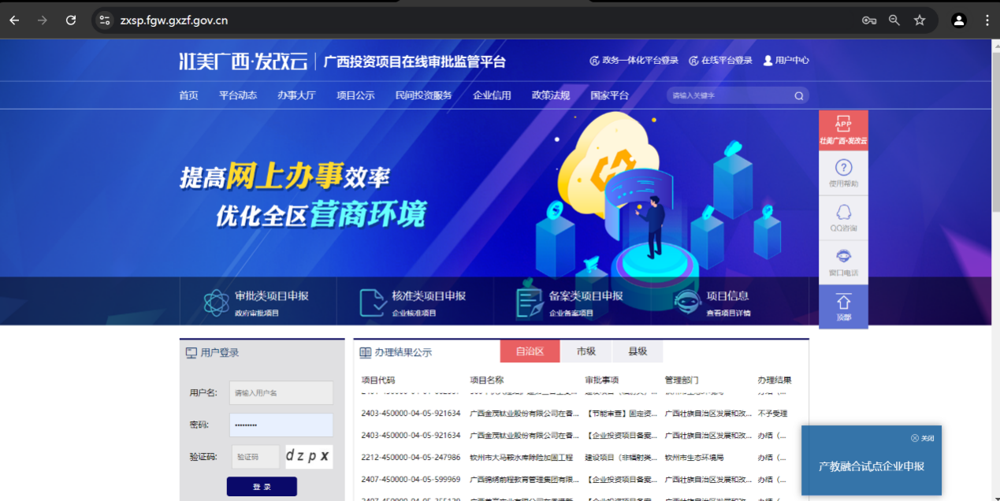 zxsp.fgw.gxzf.gov.cn
壮美广西·发改云 广西投资项目在线审批监管平台 政务一体化平台登录 在线平台登录 用户中心
首页 平台动态 办事大厅 项目公示 民间投资服务 企业信用 政策法规 国家平台 请输入关键字
APP
壮美广西·发改云
使用帮助
QQ咨询
窗口电话
顶部
提高网上办事效率
优化全区营商环境
审批类项目申报 核准类项目申报 备案类项目申报 项目信息
政府审批项目 企业核准项目 企业备案项目 查看项目详情
用户登录
用户名: 请输入用户名
密码: •••••••••
验证码: 验证码 dzpx
登录
办理结果公示 自治区 市级 县级
项目代码 项目名称 审批事项 管理部门 办理结果
2403-450000-04-05-921634 广西金茂钛业股份有限公司在香... 【节能审查】固定资... 广西壮族自治区发展和改... 不予受理
2403-450000-04-05-921634 广西金茂钛业股份有限公司在香... 【企业投资项目备案... 广西壮族自治区发展和改... 办结（...
2212-450000-04-05-247986 钦州市大马鞍水库除险加固工程 建设项目（非辐射类... 钦州市生态环境局 办结（...
2407-450000-04-05-599969 广西锦绣前程教育管理集团有限... 【企业投资项目备案... 广西壮族自治区发展和改... 办结（...
关闭
产教融合试点企业申报